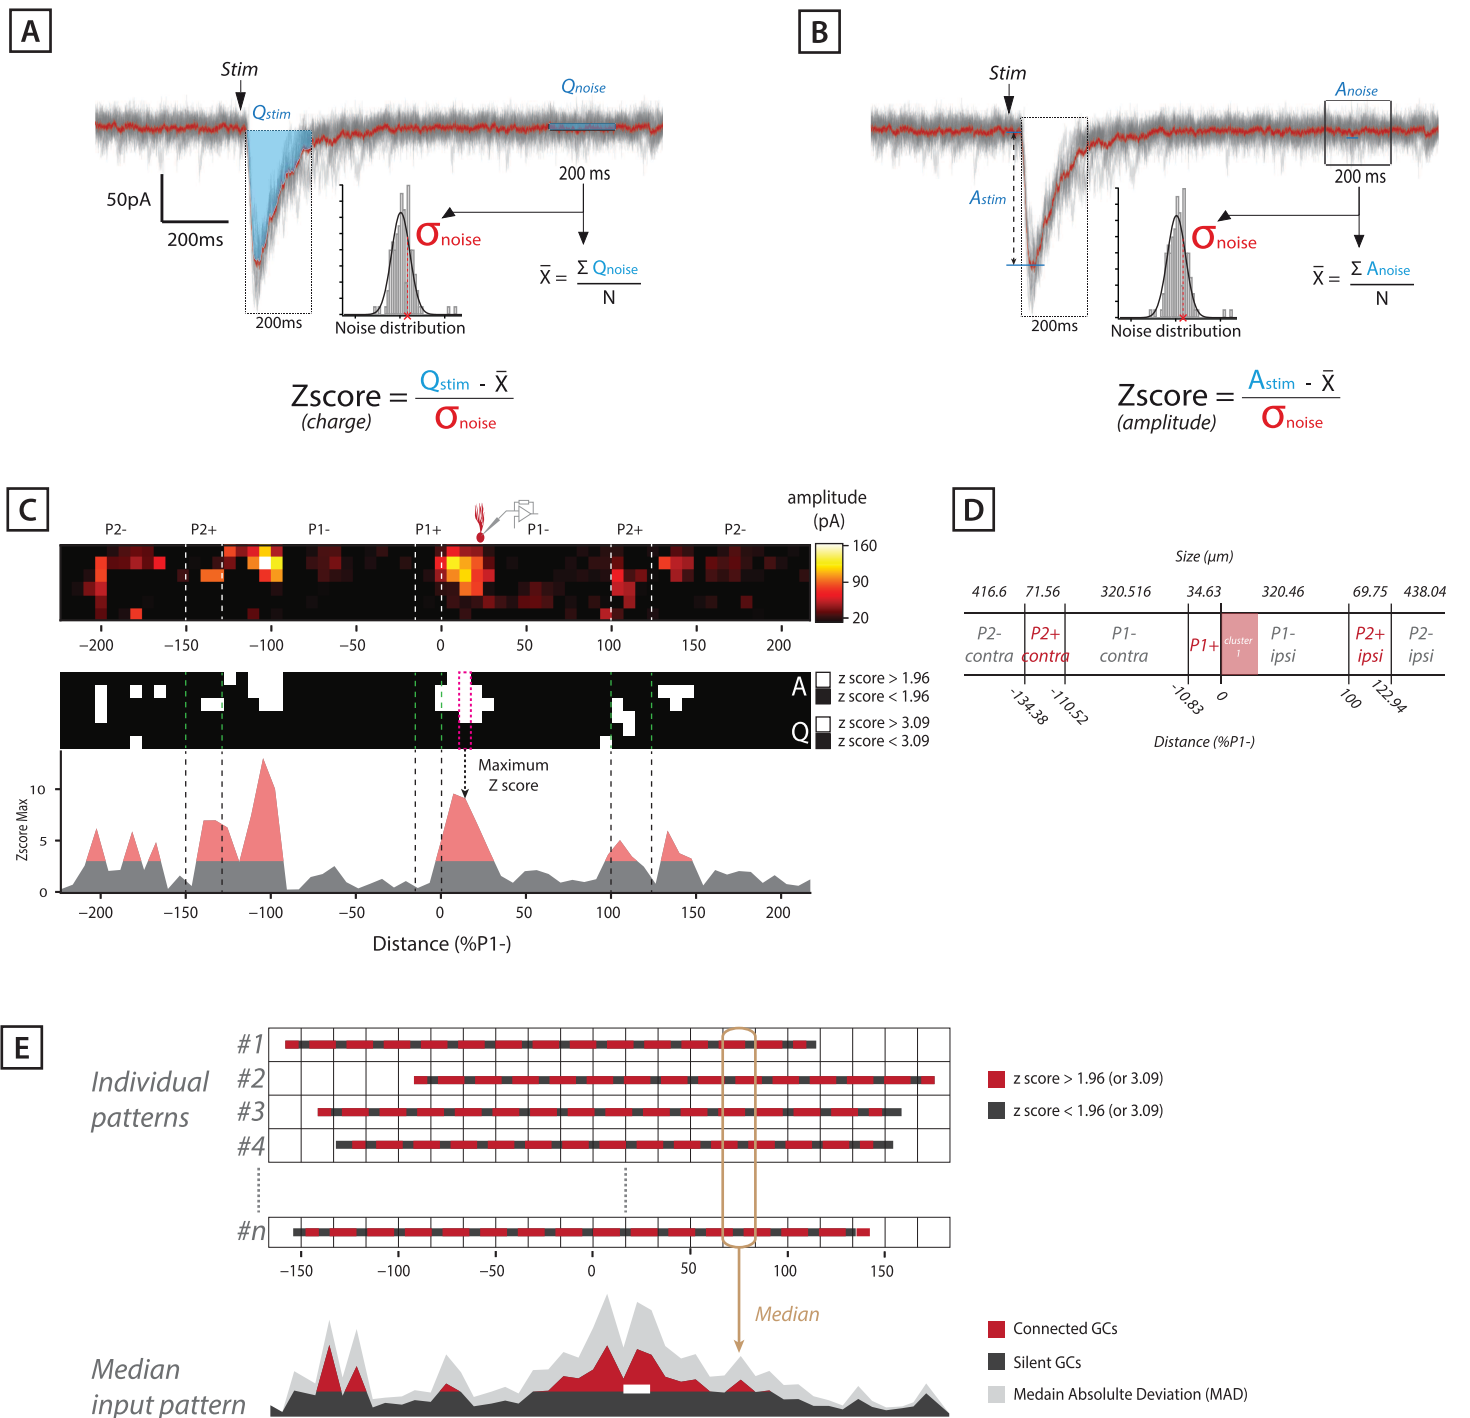 A
Stim
Qstim
Qnoise
50pA
200ms
200 ms
σnoise
X̄ = Σ Qnoise / N
200ms
Noise distribution
Zscore = Qstim - X̄ / σnoise
(charge)
B
Stim
Anoise
Astim
200 ms
σnoise
X̄ = Σ Anoise / N
200ms
Noise distribution
Zscore = Astim - X̄ / σnoise
(amplitude)
C
amplitude
(pA)
P2- P2+ P1- P1+ P1- P2+ P2-
160
90
20
−200 −150 −100 −50 0 50 100 150 200
A
z score > 1.96
z score < 1.96
Q
z score > 3.09
z score < 3.09
Maximum
Z score
Zscore Max
10
5
0
−200 −150 −100 −50 0 50 100 150 200
Distance (%P1-)
D
Size (μm)
416.6 71.56 320.516 34.63 320.46 69.75 438.04
P2- contra
P2+ contra
P1- contra
P1+
cluster 1
P1- ipsi
P2+ ipsi
P2- ipsi
-134.38 -110.52 -10.83 0 100 122.94
Distance (%P1-)
E
Individual
patterns
#1
#2
#3
#4
#n
z score > 1.96 (or 3.09)
z score < 1.96 (or 3.09)
−150 −100 −50 0 50 100 150
Median
Median
input pattern
Connected GCs
Silent GCs
Medain Absolulte Deviation (MAD)